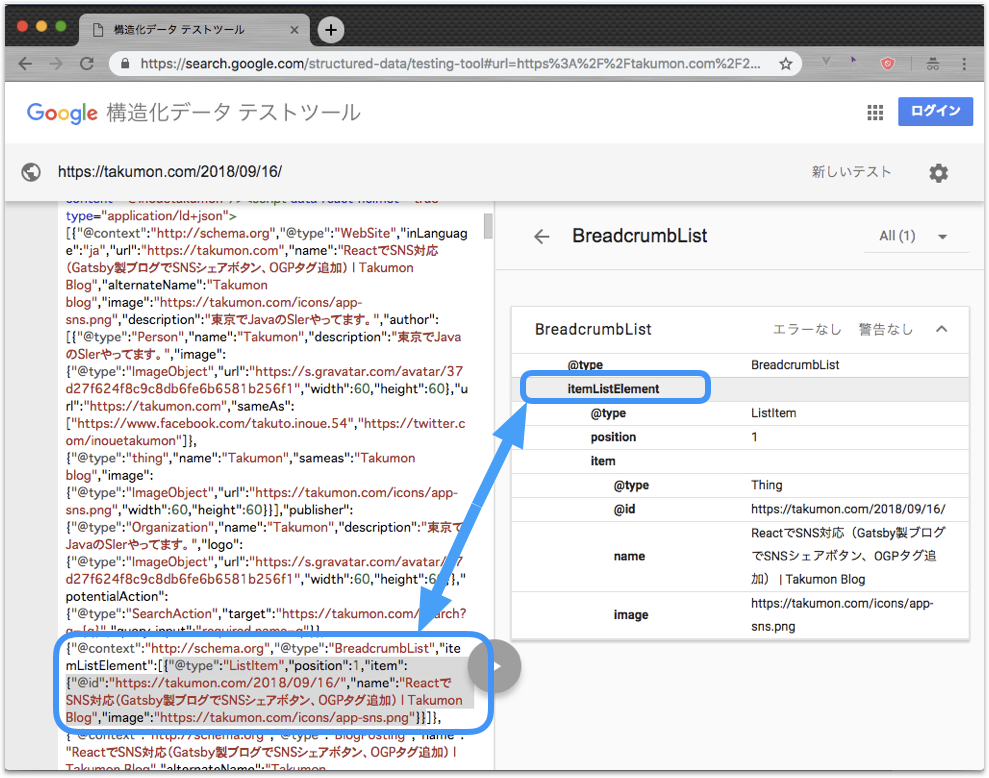 構造化データ テストツール
https://search.google.com/structured-data/testing-tool#url=https%3A%2F%2Ftakumon.com%2F2...
Google 構造化データ テストツール
ログイン
https://takumon.com/2018/09/16/
新しいテスト
type="application/ld+json">
[{"@context":"http://schema.org","@type":"WebSite","inLanguag
e":"ja","url":"https://takumon.com","name":"ReactでSNS対応
（Gatsby製ブログでSNSシェアボタン、OGPタグ追加） | Takumon
Blog","alternateName":"Takumon
blog","image":"https://takumon.com/icons/app-
sns.png","description":"東京でJavaのSIerやってます。","author":
[{"@type":"Person","name":"Takumon","description":"東京でJava
のSIerやってます。","image":
{"@type":"ImageObject","url":"https://s.gravatar.com/avatar/37
d27f624f8c9c8db6fe6b6581b256f1","width":60,"height":60},"u
rl":"https://takumon.com","sameAs":
["https://www.facebook.com/takuto.inoue.54","https://twitter.c
om/inouetakumon"]},
{"@type":"thing","name":"Takumon","sameas":"Takumon
blog","image":
{"@type":"ImageObject","url":"https://takumon.com/icons/app-
sns.png","width":60,"height":60}}],"publisher":
{"@type":"Organization","name":"Takumon","description":"東京で
JavaのSIerやってます。","logo":
{"@type":"ImageObject","url":"https://s.gravatar.com/avatar/37
d27f624f8c9c8db6fe6b6581b256f1","width":60,"height":60}},"
potentialAction":
{"@type":"SearchAction","target":"https://takumon.com/search?
q={q}","query-input":"required name=q"}},
{"@context":"http://schema.org","@type":"BreadcrumbList","ite
mListElement":[{"@type":"ListItem","position":1,"item":
{"@id":"https://takumon.com/2018/09/16/","name":"Reactで
SNS対応（Gatsby製ブログでSNSシェアボタン、OGPタグ追加） | Takumon
Blog","image":"https://takumon.com/icons/app-sns.png"}}]},
{"@context":"http://schema.org","@type":"BlogPosting","name":
"ReactでSNS対応（Gatsby製ブログでSNSシェアボタン、OGPタグ追加） |
Takumon Blog","alternateName":"Takumon
BreadcrumbList
All (1)
BreadcrumbList エラーなし 警告なし
@type BreadcrumbList
itemListElement
@type ListItem
position 1
item
@type Thing
@id https://takumon.com/2018/09/16/
name ReactでSNS対応（Gatsby製ブログ
でSNSシェアボタン、OGPタグ追
加） | Takumon Blog
image https://takumon.com/icons/app-
sns.png